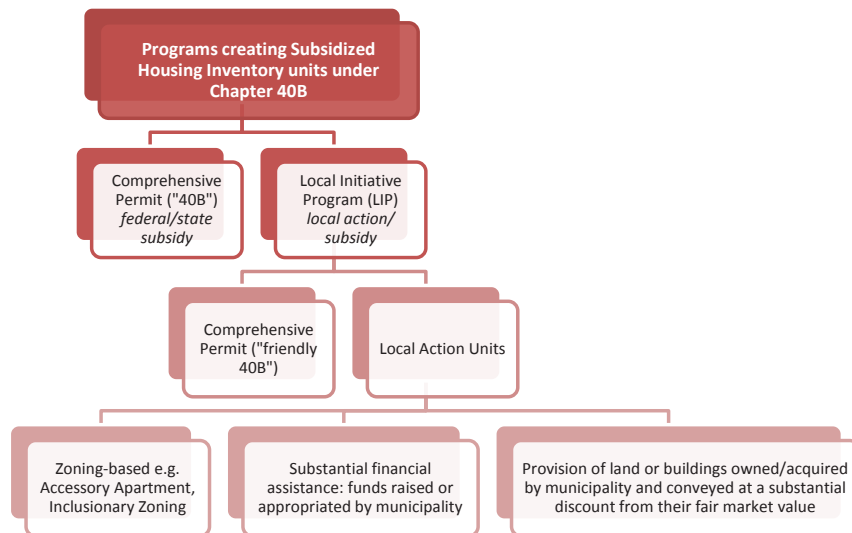 Programs creating Subsidized
Housing Inventory units under
Chapter 40B
Comprehensive
Permit ("40B")
federal/state
subsidy
Local Initiative
Program (LIP)
local action/
subsidy
Comprehensive
Permit ("friendly
40B")
Local Action Units
Zoning-based e.g.
Accessory Apartment,
Inclusionary Zoning
Substantial financial
assistance: funds raised or
appropriated by municipality
Provision of land or buildings owned/acquired
by municipality and conveyed at a substantial
discount from their fair market value